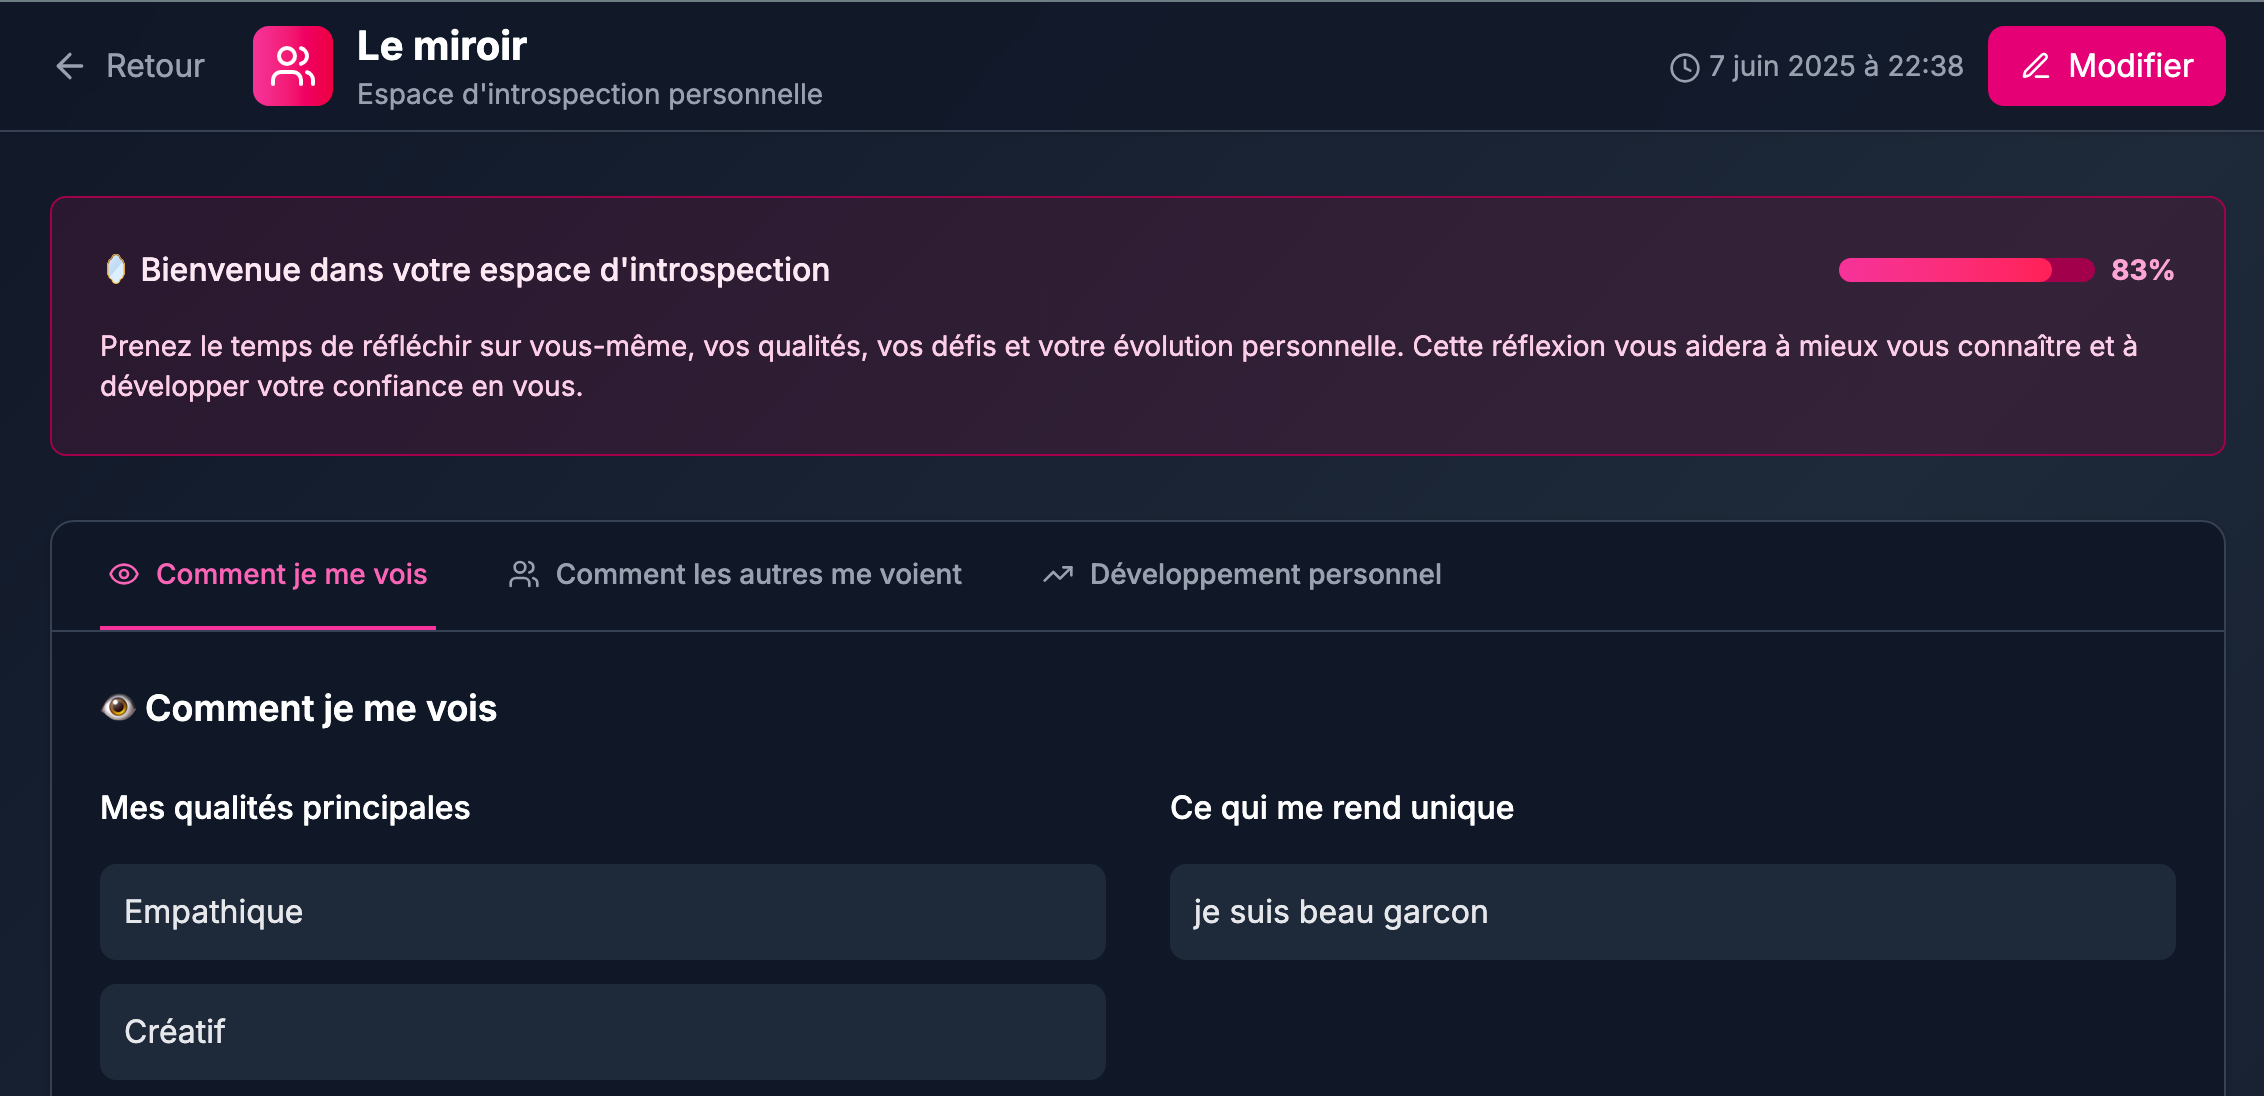 Retour
Le miroir
Espace d'introspection personnelle
7 juin 2025 à 22:38
Modifier
Bienvenue dans votre espace d'introspection
83%
Prenez le temps de réfléchir sur vous-même, vos qualités, vos défis et votre évolution personnelle. Cette réflexion vous aidera à mieux vous connaître et à
développer votre confiance en vous.
Comment je me vois
Comment les autres me voient
Développement personnel
Comment je me vois
Mes qualités principales
Ce qui me rend unique
Empathique
je suis beau garcon
Créatif